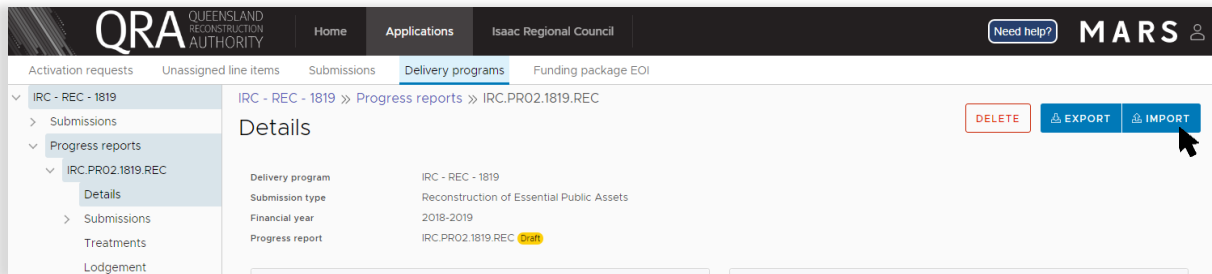 QRA QUEENSLAND RECONSTRUCTION AUTHORITY
Home Applications Isaac Regional Council Need help? MARS
Activation requests Unassigned line items Submissions Delivery programs Funding package EOI
IRC - REC - 1819
Submissions
Progress reports
IRC.PR02.1819.REC
Details
Submissions
Treatments
Lodgement
IRC - REC - 1819 » Progress reports » IRC.PR02.1819.REC
Details
DELETE EXPORT IMPORT
Delivery program IRC - REC - 1819
Submission type Reconstruction of Essential Public Assets
Financial year 2018-2019
Progress report IRC.PR02.1819.REC Draft